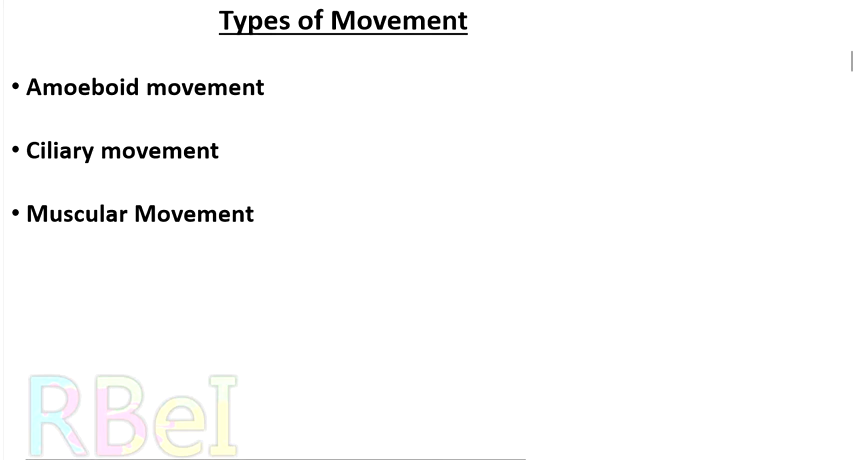 Types of Movement
• Amoeboid movement
• Ciliary movement
• Muscular Movement
RBeI